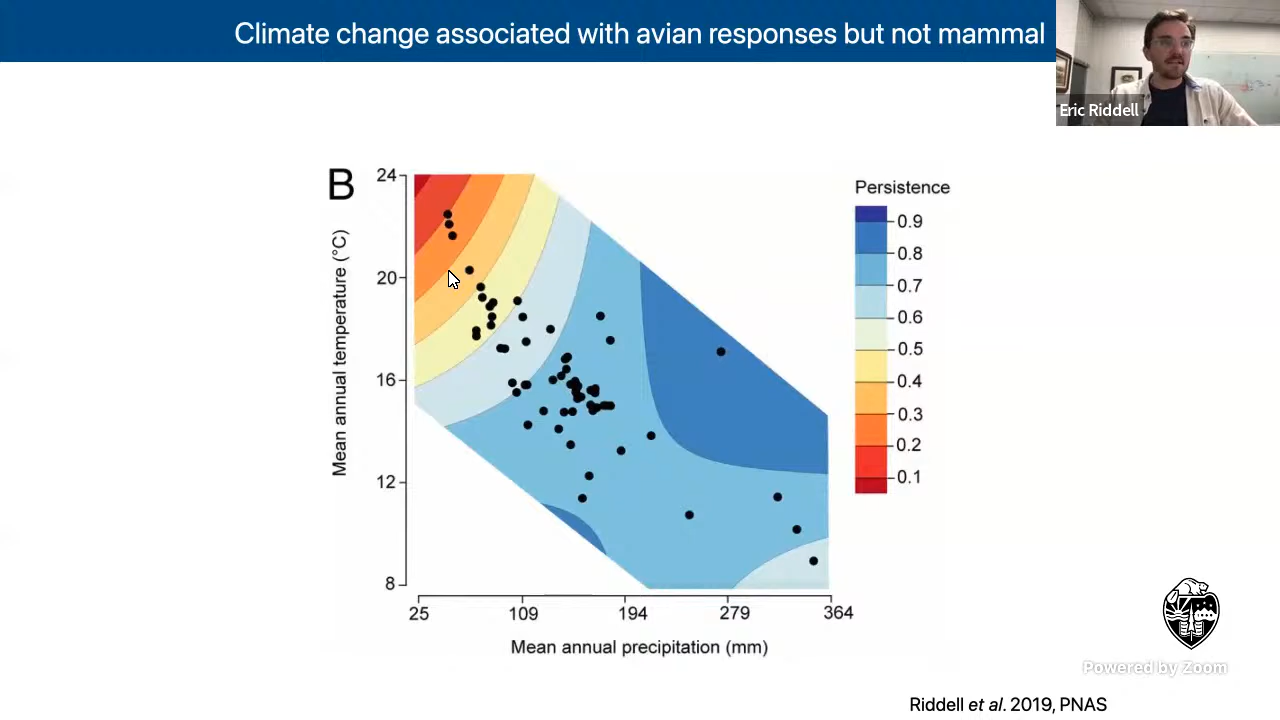 Climate change associated with avian responses but not mammal
Eric Riddell
B
Mean annual temperature (°C)
24
20
16
12
8
25 109 194 279 364
Mean annual precipitation (mm)
Persistence
0.9
0.8
0.7
0.6
0.5
0.4
0.3
0.2
0.1
Powered by Zoom
Riddell et al. 2019, PNAS